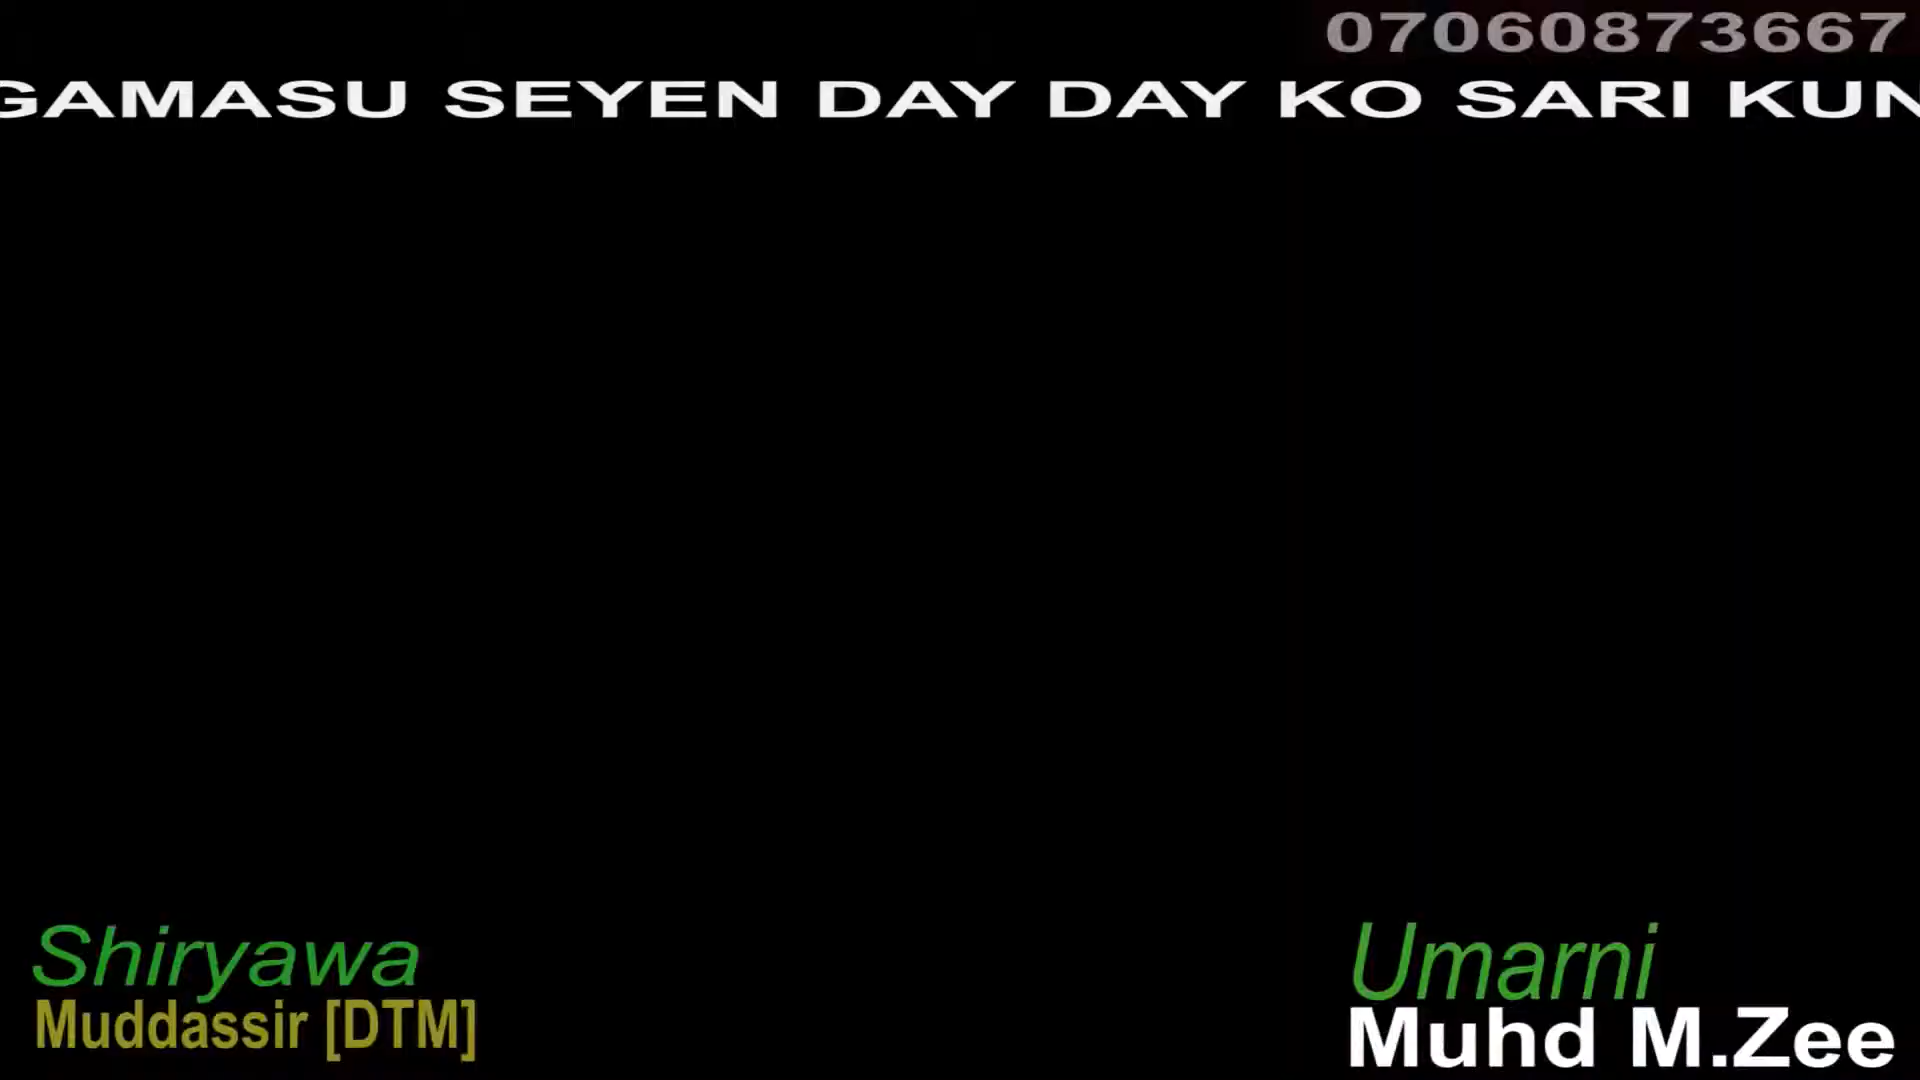 07060873667
GAMASU SEYEN DAY DAY KO SARI KUN
Shiryawa
Muddassir [DTM]
Umarni
Muhd M.Zee